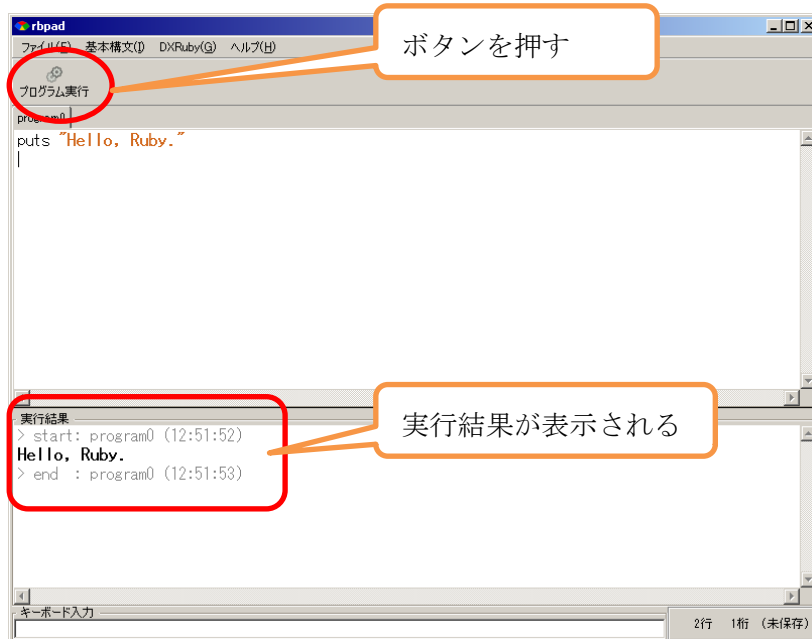 rbpad
ファイル(F) 基本構文(I) DXRuby(G) ヘルプ(H)
ボタンを押す
プログラム実行
program0
puts "Hello, Ruby."
実行結果が表示される
実行結果
> start: program0 (12:51:52)
Hello, Ruby.
> end  : program0 (12:51:53)
キーボード入力
2行 1桁 (未保存)